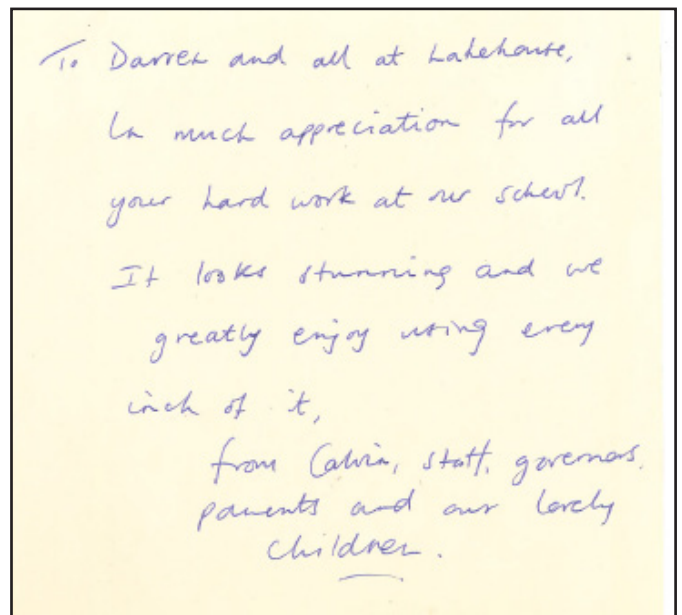 To Darren and all at Lakehouse,
In much appreciation for all
your hard work at our school.
It looks stunning and we
greatly enjoy using every
inch of it,
from Calvin, staff, governors,
parents and our lovely
children.